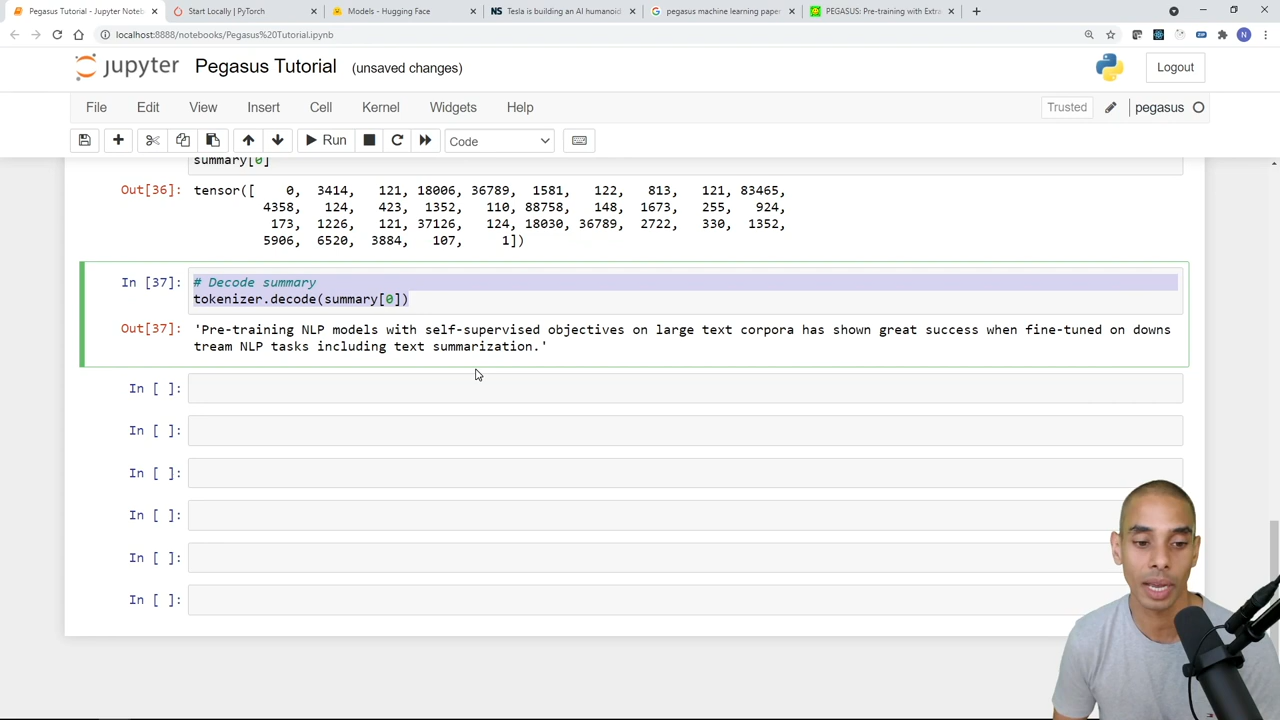 Pegasus Tutorial - Jupyter Noteb
Start Locally | PyTorch
Models - Hugging Face
Tesla is building an AI humanoid
pegasus machine learning paper
PEGASUS: Pre-training with Extra
localhost:8888/notebooks/Pegasus%20Tutorial.ipynb
jupyter Pegasus Tutorial (unsaved changes)
Logout
File Edit View Insert Cell Kernel Widgets Help
Trusted pegasus
Run Code
summary[0]
Out[36]: tensor([ 0, 3414, 121, 18006, 36789, 1581, 122, 813, 121, 83465,
4358, 124, 423, 1352, 110, 88758, 148, 1673, 255, 924,
173, 1226, 121, 37126, 124, 18030, 36789, 2722, 330, 1352,
5906, 6520, 3884, 107, 1])
In [37]: # Decode summary
tokenizer.decode(summary[0])
Out[37]: 'Pre-training NLP models with self-supervised objectives on large text corpora has shown great success when fine-tuned on downs
tream NLP tasks including text summarization.'
In [ ]:
In [ ]:
In [ ]:
In [ ]:
In [ ]:
In [ ]: